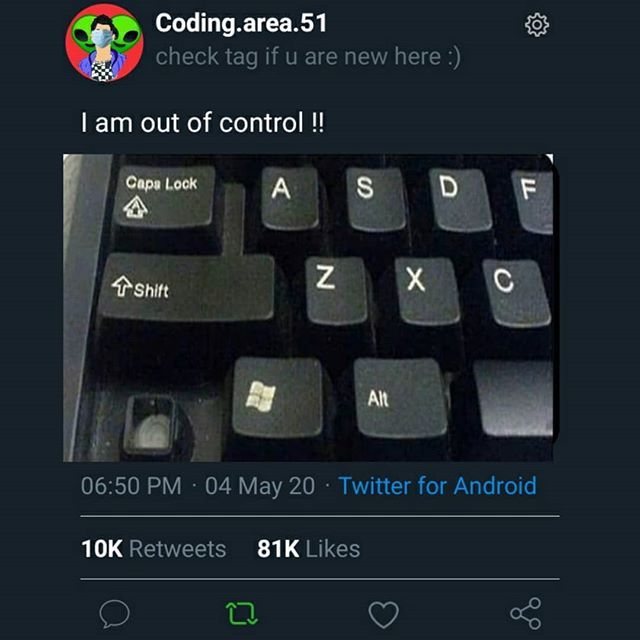 Coding.area.51
check tag if u are new here :)
I am out of control !!
Caps Lock
A S D F
Shift
Z X C
Alt
06:50 PM · 04 May 20 · Twitter for Android
10K Retweets 81K Likes